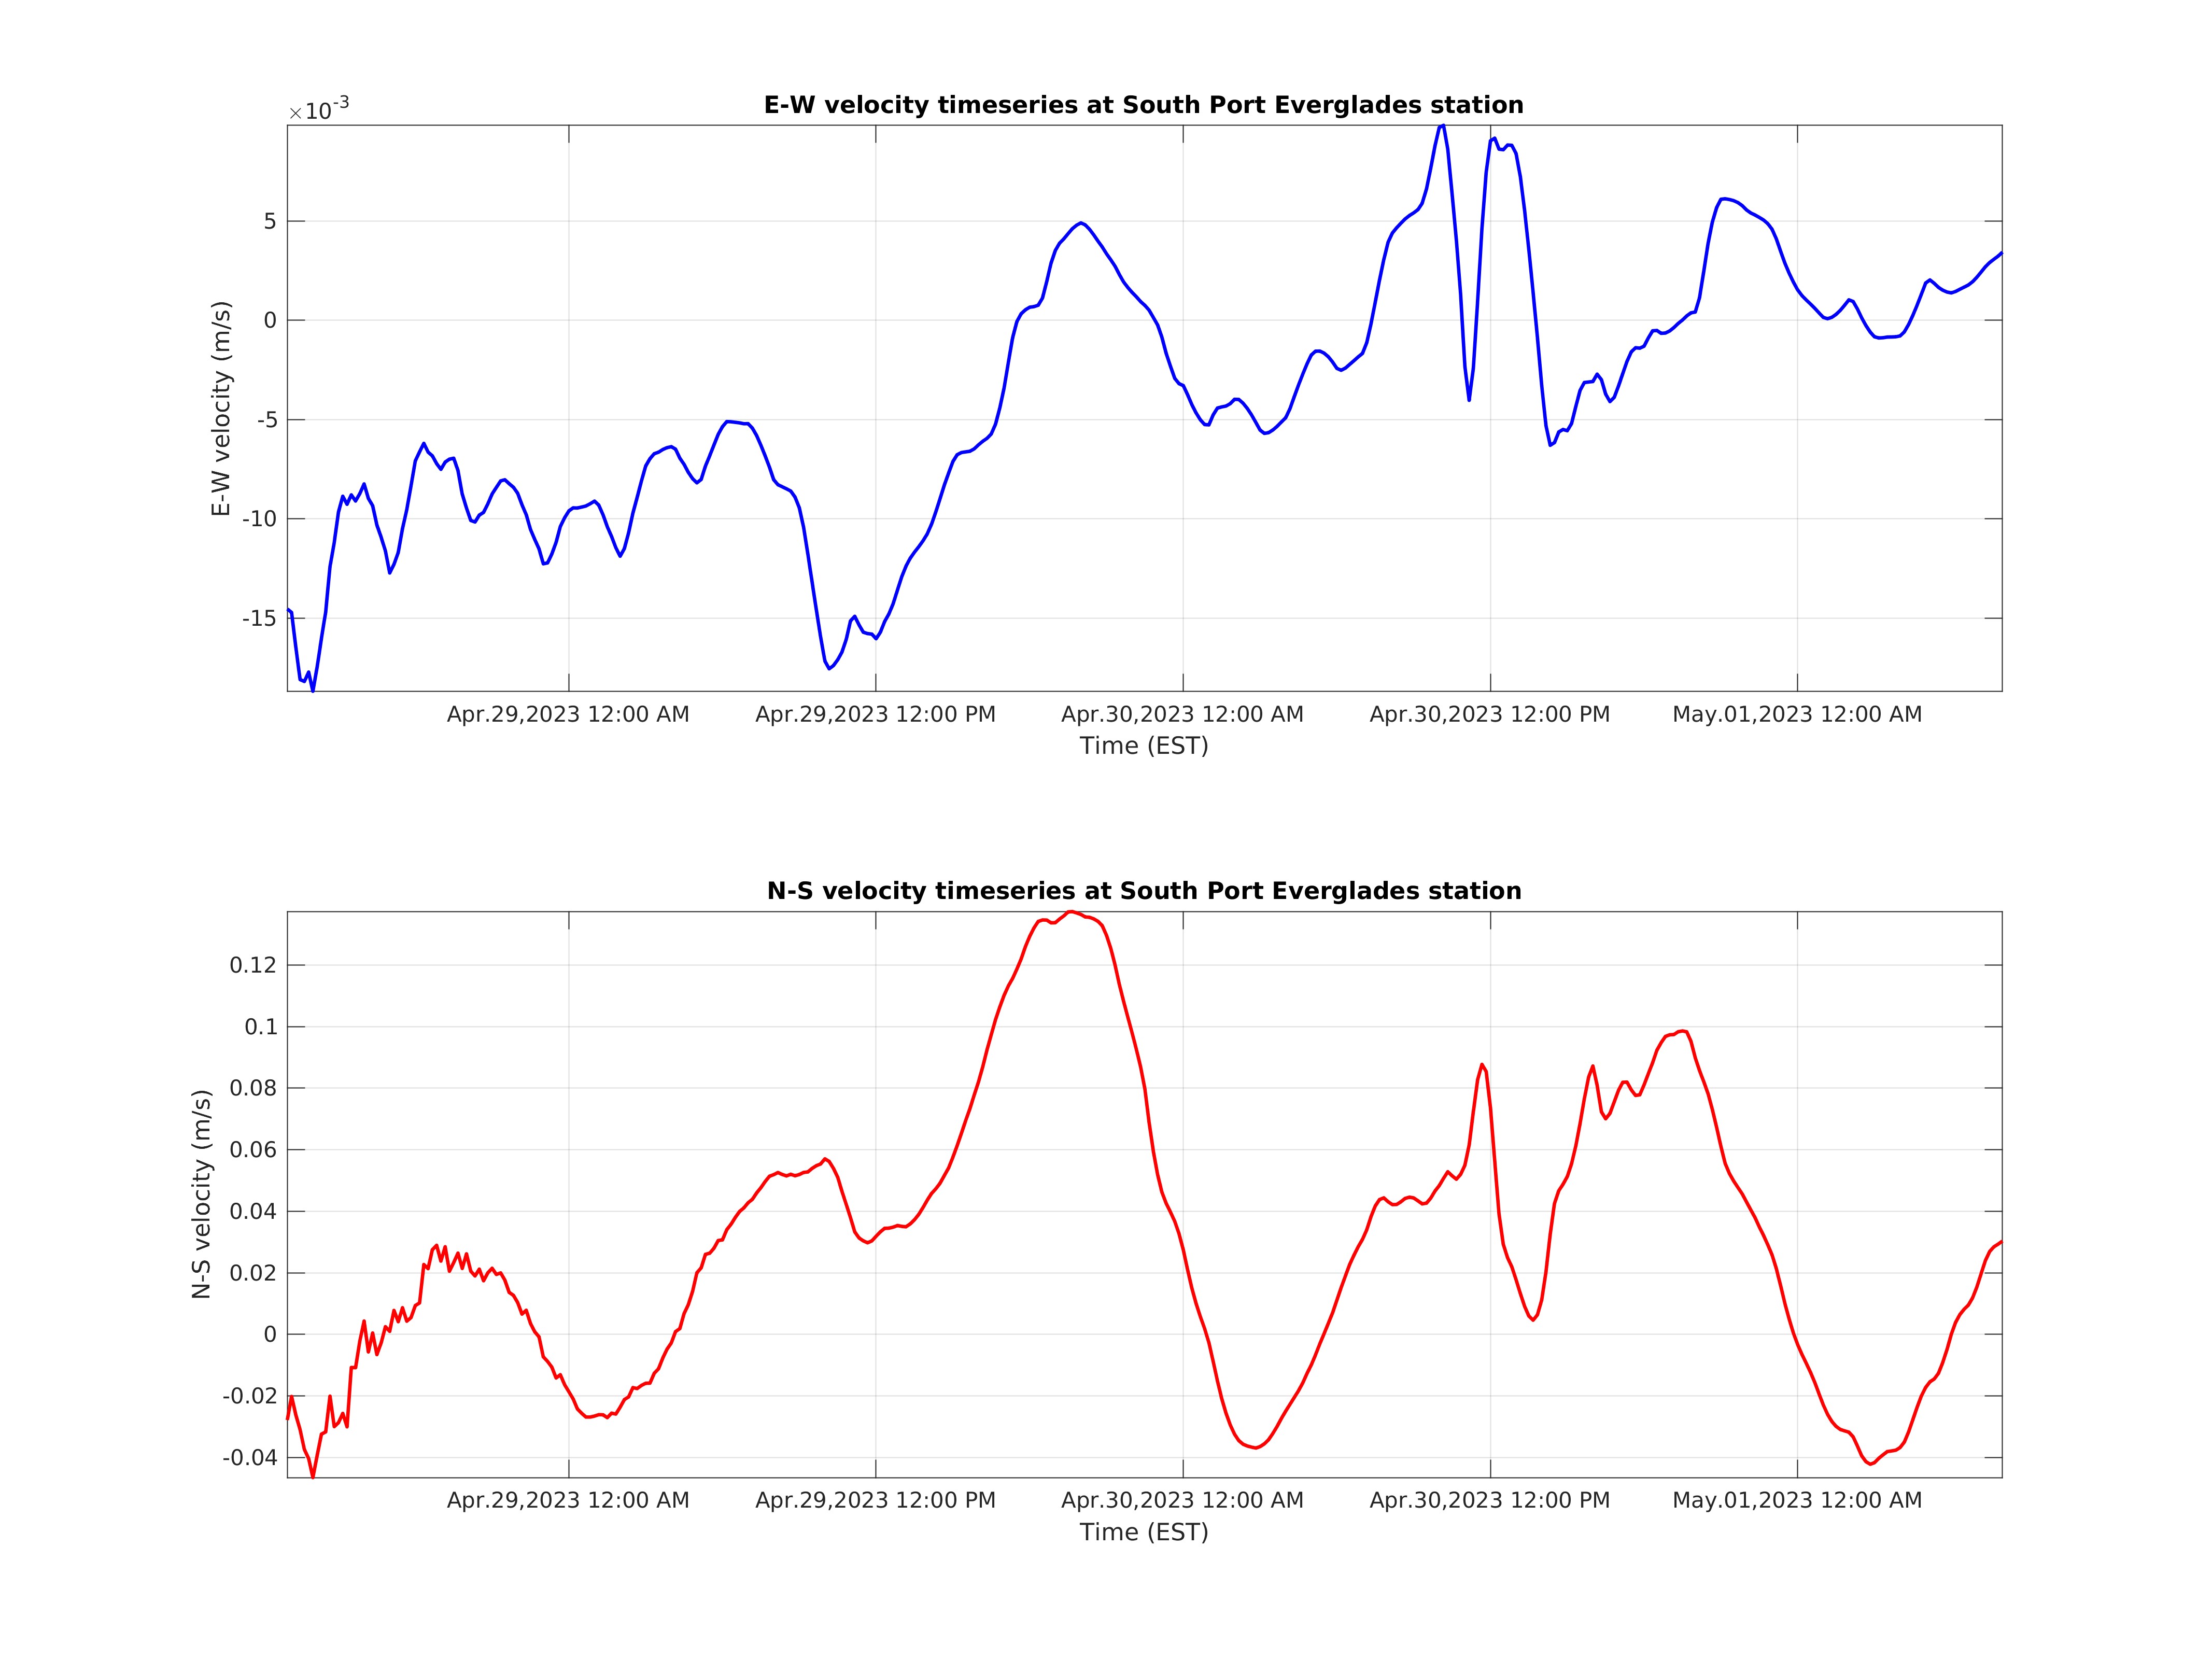 E-W velocity timeseries at South Port Everglades station
×10-3
E-W velocity (m/s)
5
0
-5
-10
-15
Apr.29,2023 12:00 AM Apr.29,2023 12:00 PM Apr.30,2023 12:00 AM Apr.30,2023 12:00 PM May.01,2023 12:00 AM
Time (EST)
N-S velocity timeseries at South Port Everglades station
N-S velocity (m/s)
0.12
0.1
0.08
0.06
0.04
0.02
0
-0.02
-0.04
Apr.29,2023 12:00 AM Apr.29,2023 12:00 PM Apr.30,2023 12:00 AM Apr.30,2023 12:00 PM May.01,2023 12:00 AM
Time (EST)